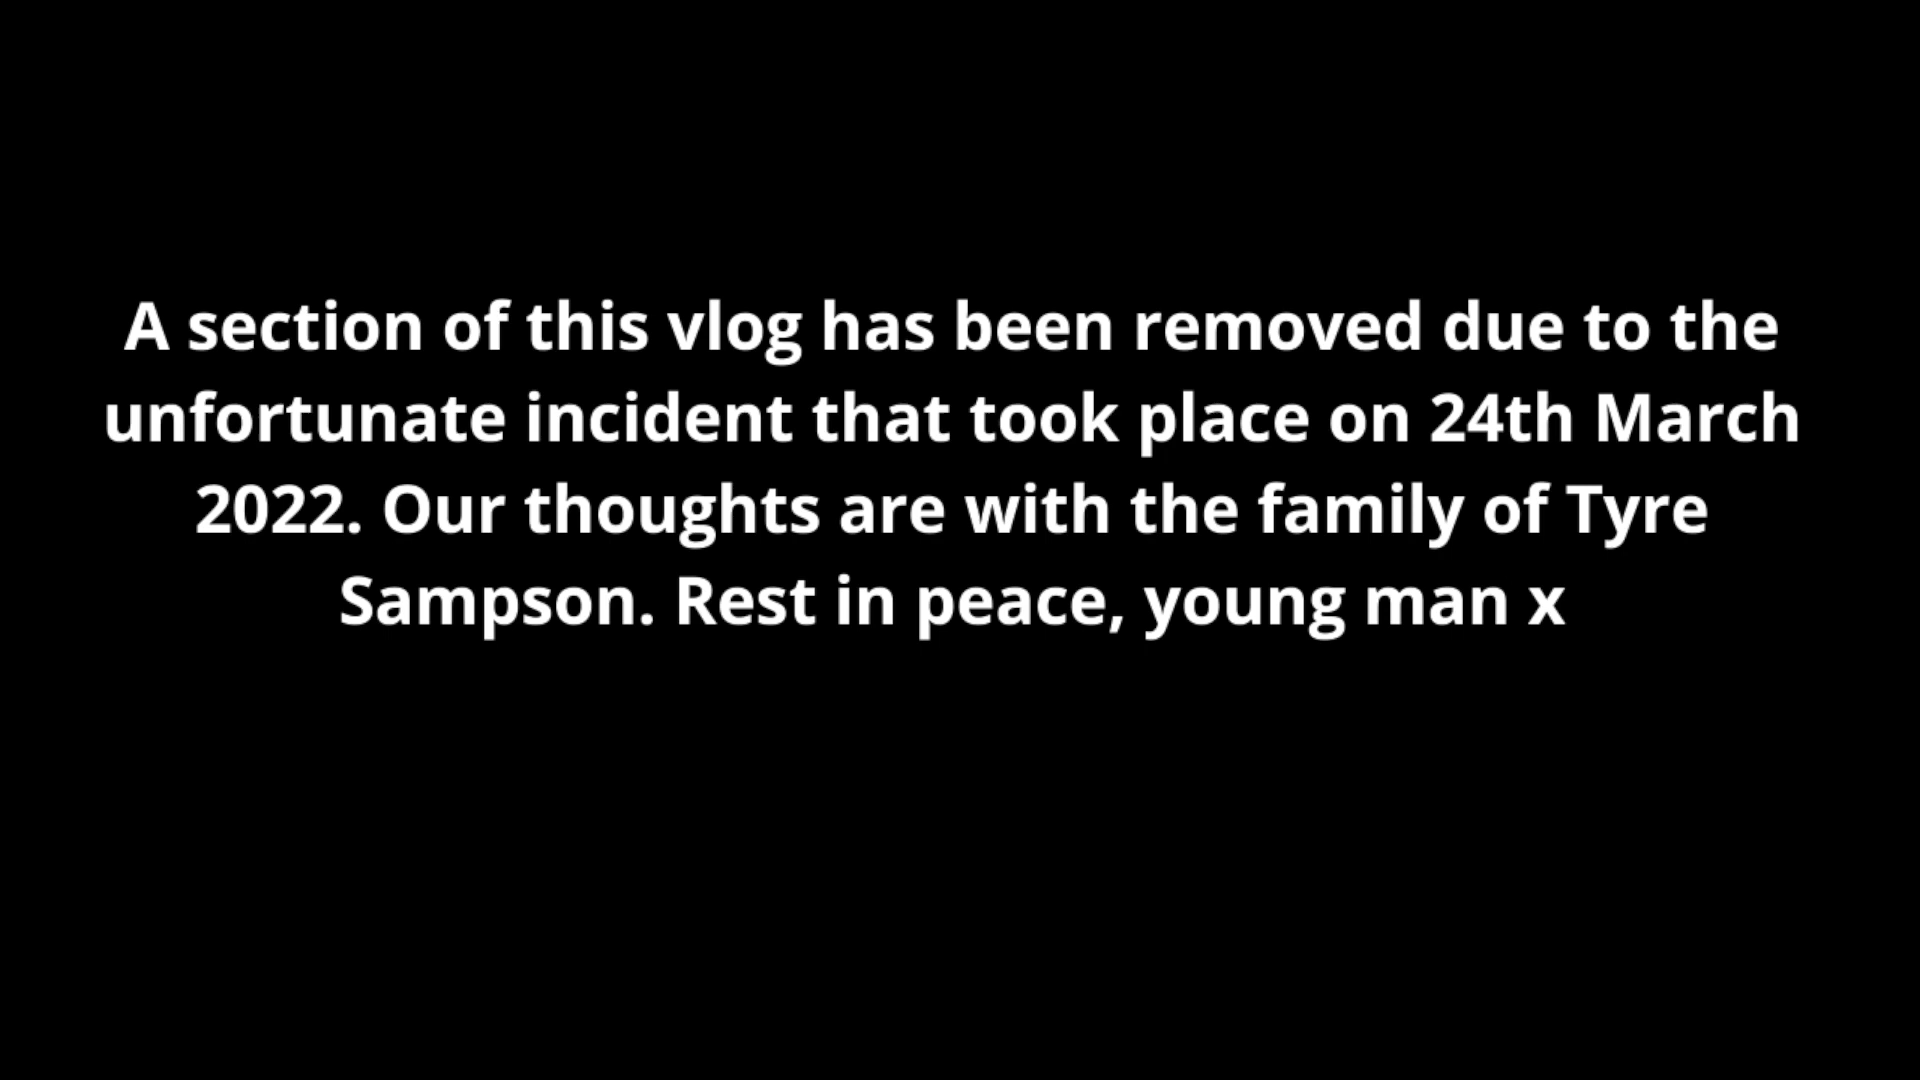 A section of this vlog has been removed due to the
unfortunate incident that took place on 24th March
2022. Our thoughts are with the family of Tyre
Sampson. Rest in peace, young man x